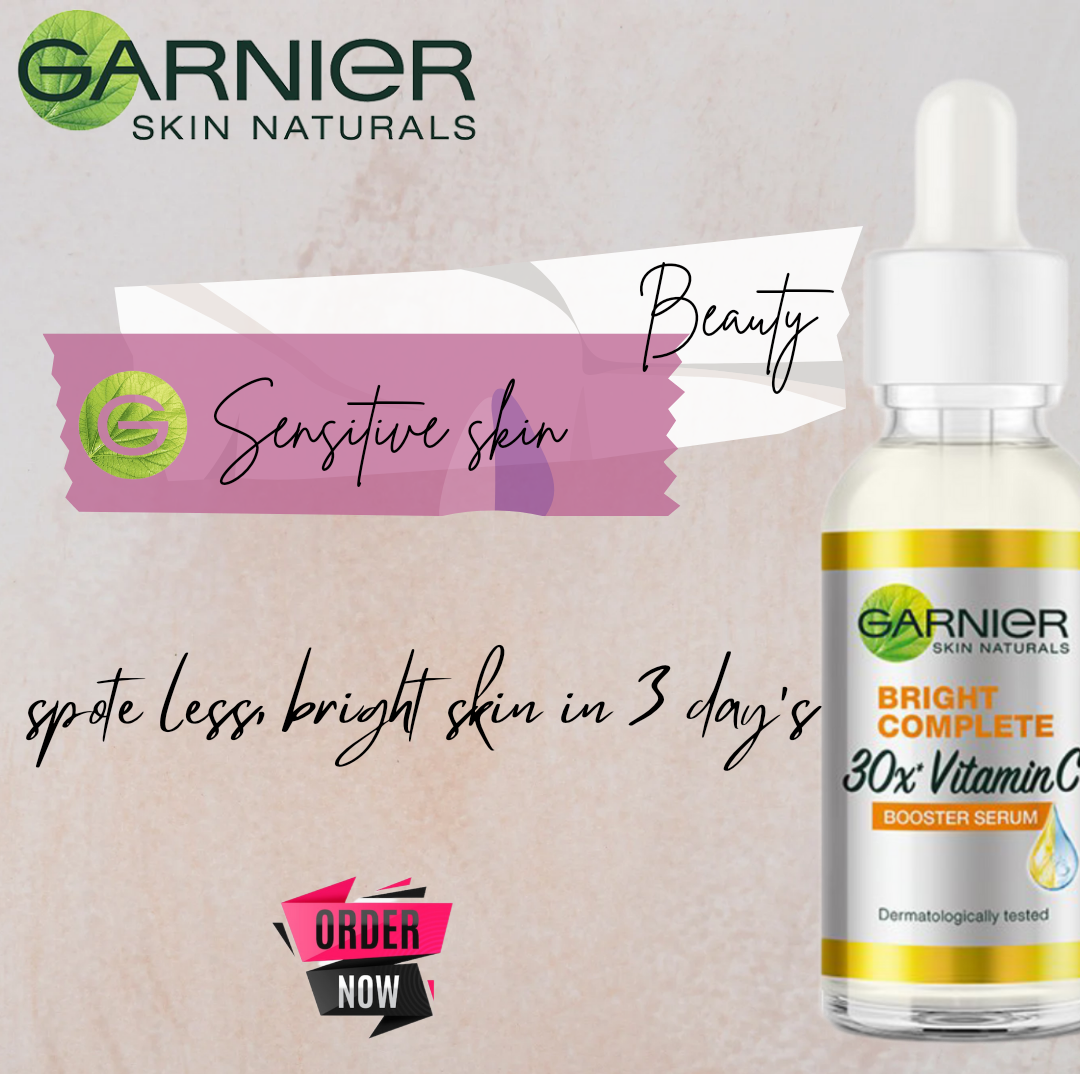 GARNIER
SKIN NATURALS
Beauty
G
Sensitive skin
spote less, bright skin in 3 day's
GARNIER
SKIN NATURALS
BRIGHT
COMPLETE
30x* Vitamin C
BOOSTER SERUM
Dermatologically tested
ORDER
NOW